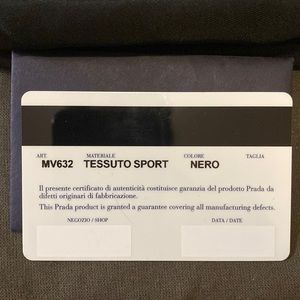 ART. MATERIALE COLORE TAGLIA
MV632 TESSUTO SPORT NERO
Il presente certificato di autenticità costituisce garanzia del prodotto Prada da
difetti originari di fabbricazione.
This Prada product is granted a guarantee covering all manufacturing defects.
NEGOZIO / SHOP DATA / DATE